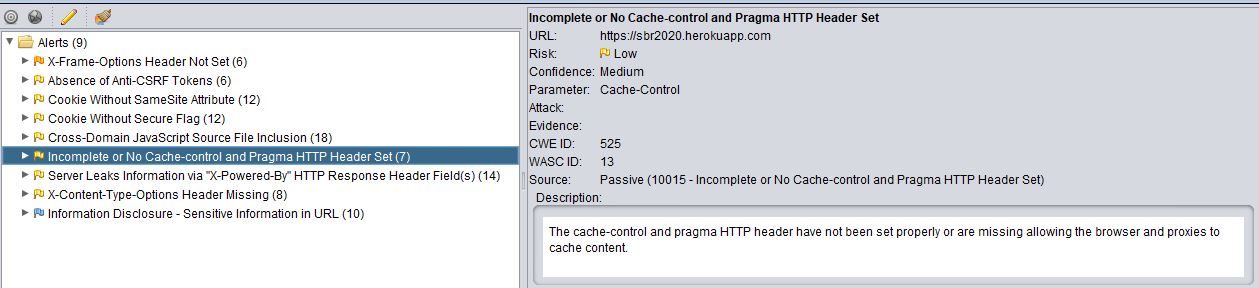 Alerts (9)
X-Frame-Options Header Not Set (6)
Absence of Anti-CSRF Tokens (6)
Cookie Without SameSite Attribute (12)
Cookie Without Secure Flag (12)
Cross-Domain JavaScript Source File Inclusion (18)
Incomplete or No Cache-control and Pragma HTTP Header Set (7)
Server Leaks Information via "X-Powered-By" HTTP Response Header Field(s) (14)
X-Content-Type-Options Header Missing (8)
Information Disclosure - Sensitive Information in URL (10)
Incomplete or No Cache-control and Pragma HTTP Header Set
URL: https://sbr2020.herokuapp.com
Risk: Low
Confidence: Medium
Parameter: Cache-Control
Attack:
Evidence:
CWE ID: 525
WASC ID: 13
Source: Passive (10015 - Incomplete or No Cache-control and Pragma HTTP Header Set)
Description:
The cache-control and pragma HTTP header have not been set properly or are missing allowing the browser and proxies to
cache content.